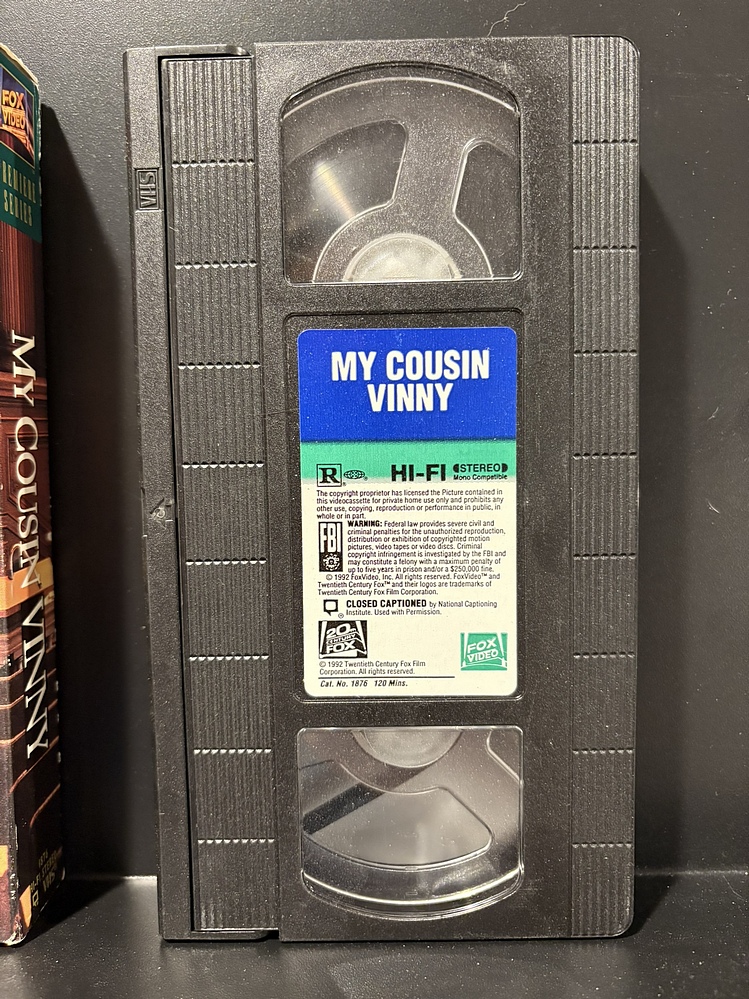 FOX
VIDEO
PREMIERE
SERIES
MY COUSIN VINNY
VHS
VHS
MY COUSIN
VINNY
R
HI-FI STEREO
Mono Compatible
The copyright proprietor has licensed the Picture contained in
this videocassette for private home use only and prohibits any
other use, copying, reproduction or performance in public, in
whole or in part.
FBI
WARNING: Federal law provides severe civil and
criminal penalties for the unauthorized reproduction,
distribution or exhibition of copyrighted motion
pictures, video tapes or video discs. Criminal
copyright infringement is investigated by the FBI and
may constitute a felony with a maximum penalty of
up to five years in prison and/or a $250,000 fine.
© 1992 FoxVideo, Inc. All rights reserved. FoxVideo™ and
Twentieth Century Fox™ and their logos are trademarks of
Twentieth Century Fox Film Corporation.
CLOSED CAPTIONED by National Captioning
Institute. Used with Permission.
20th
CENTURY
FOX
FOX
VIDEO
© 1992 Twentieth Century Fox Film
Corporation. All rights reserved.
Cat. No. 1876 120 Mins.